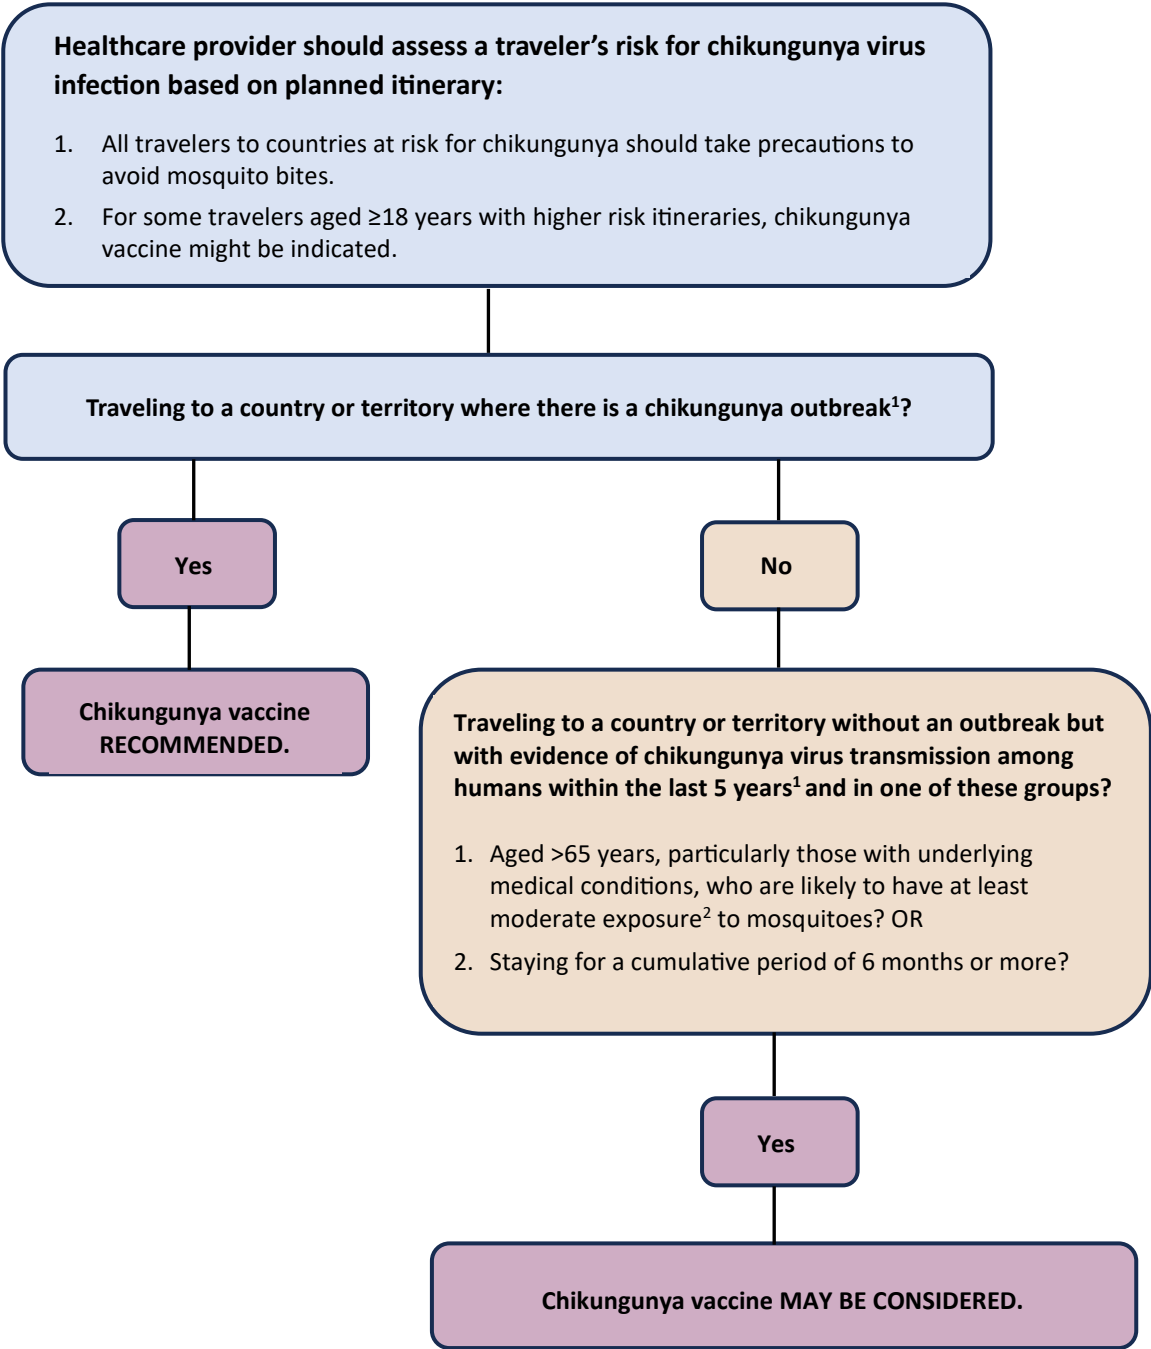 Healthcare provider should assess a traveler's risk for chikungunya virus
infection based on planned itinerary:
1. All travelers to countries at risk for chikungunya should take precautions to
avoid mosquito bites.
2. For some travelers aged ≥18 years with higher risk itineraries, chikungunya
vaccine might be indicated.
Traveling to a country or territory where there is a chikungunya outbreak¹?
Yes
No
Chikungunya vaccine
RECOMMENDED.
Traveling to a country or territory without an outbreak but
with evidence of chikungunya virus transmission among
humans within the last 5 years¹ and in one of these groups?
1. Aged >65 years, particularly those with underlying
medical conditions, who are likely to have at least
moderate exposure² to mosquitoes? OR
2. Staying for a cumulative period of 6 months or more?
Yes
Chikungunya vaccine MAY BE CONSIDERED.